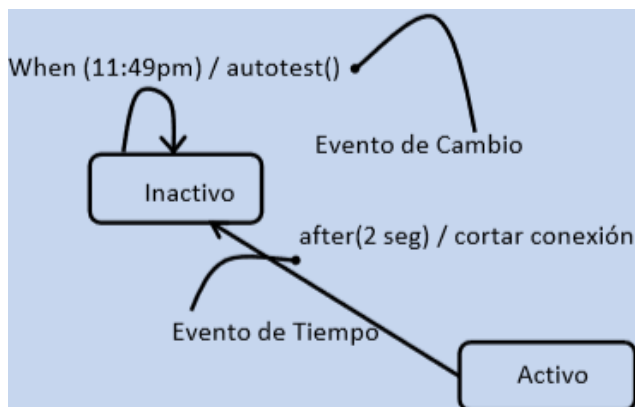 When (11:49pm) / autotest()
Evento de Cambio
Inactivo
after(2 seg) / cortar conexión
Evento de Tiempo
Activo